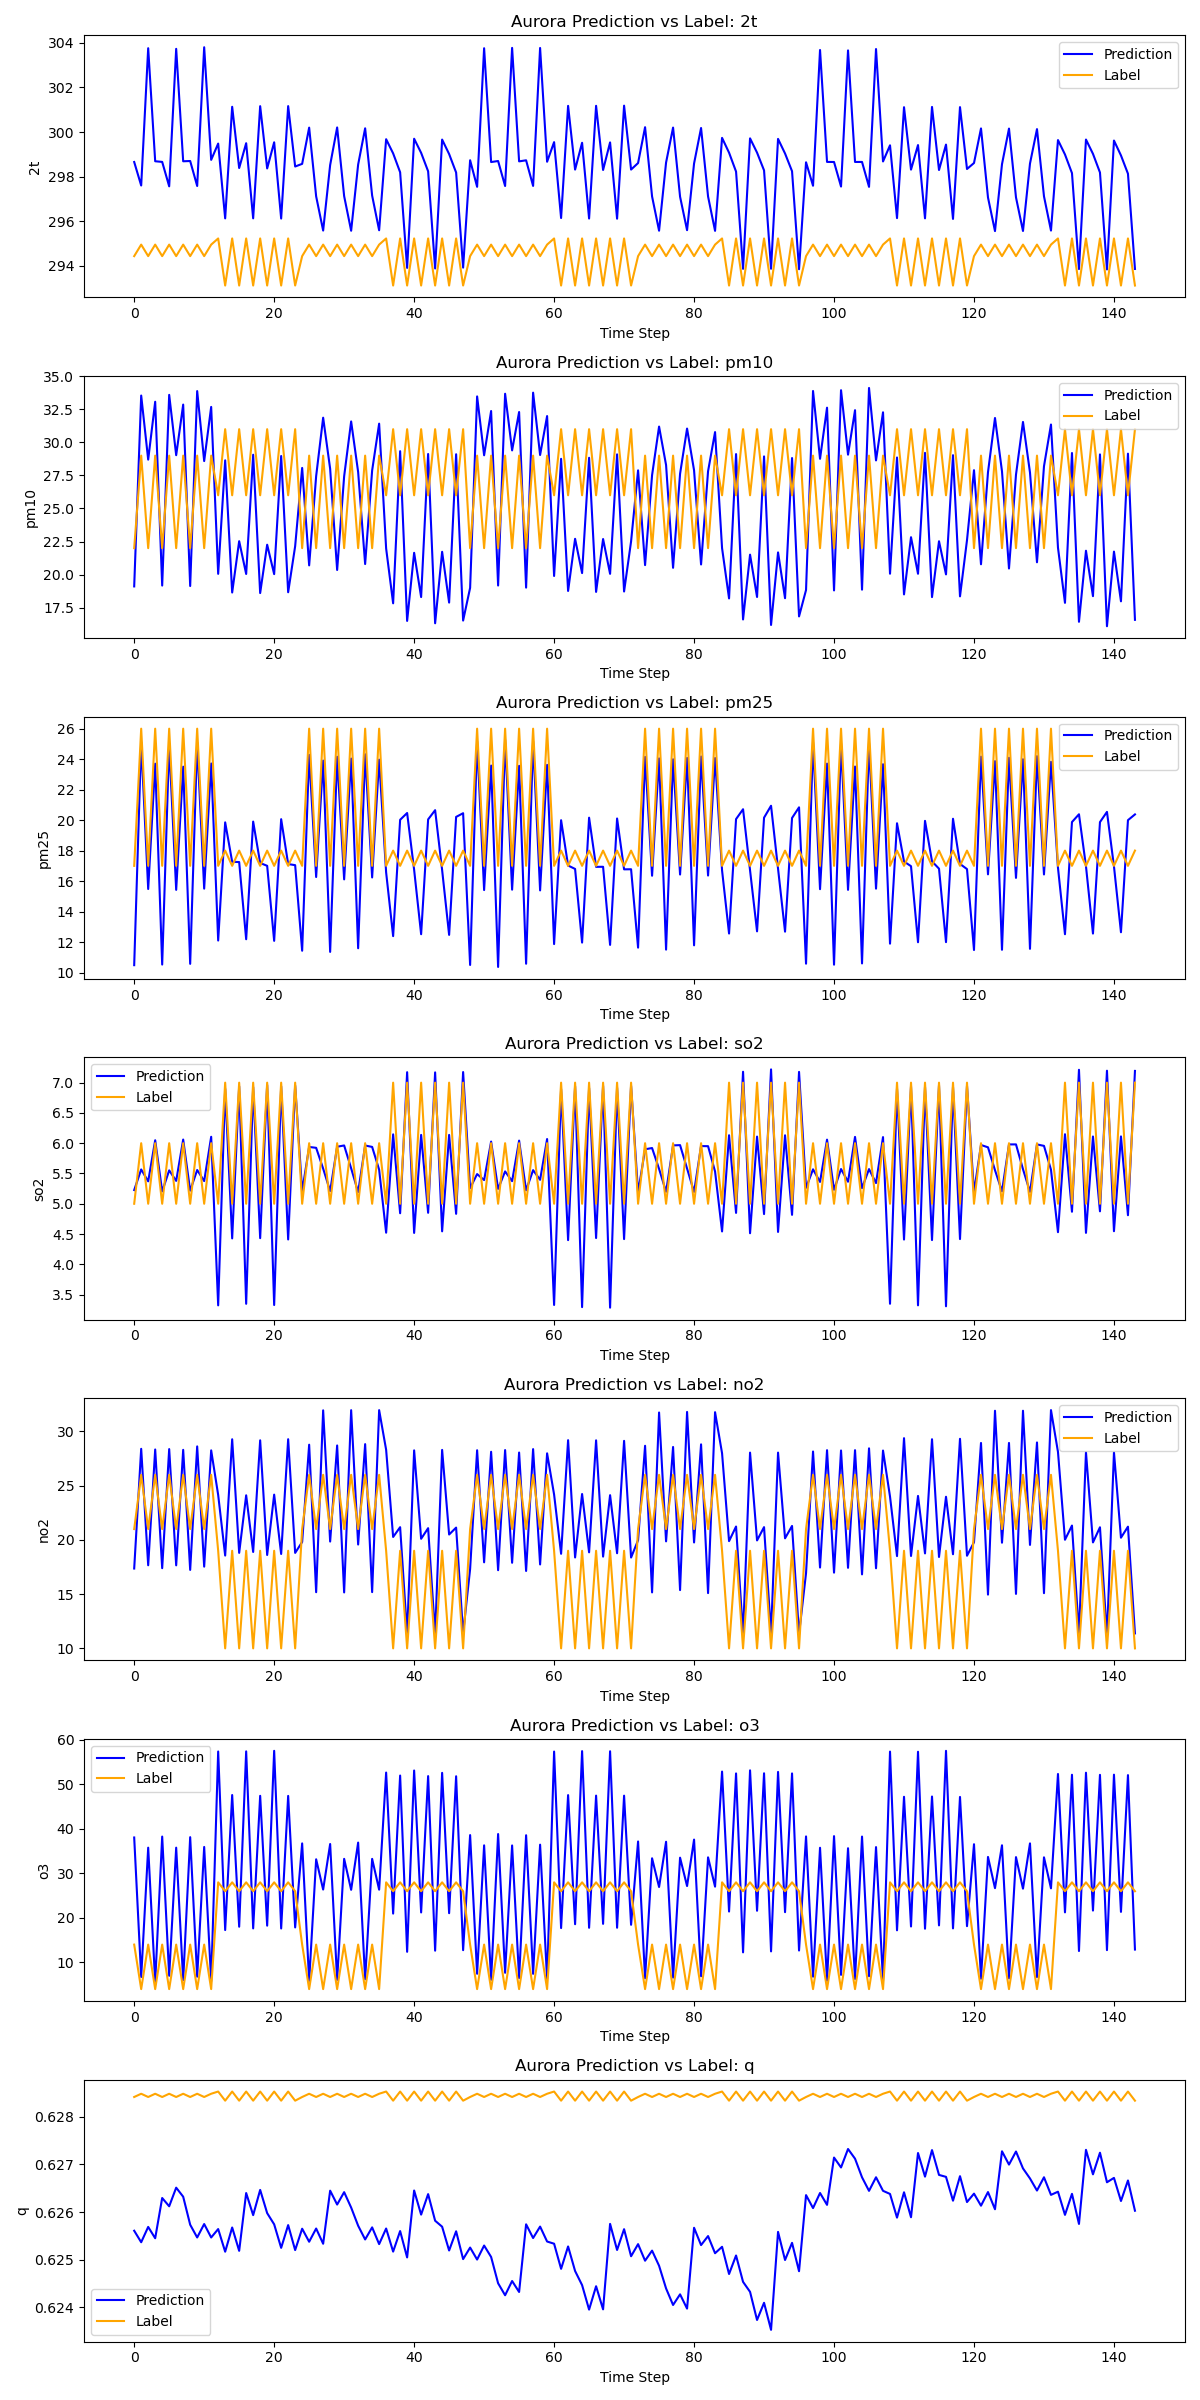 Aurora Prediction vs Label: 2t
304
302
300
298
296
294
2t
Prediction
Label
0 20 40 60 80 100 120 140
Time Step
Aurora Prediction vs Label: pm10
35.0
32.5
30.0
27.5
25.0
22.5
20.0
17.5
pm10
Prediction
Label
0 20 40 60 80 100 120 140
Time Step
Aurora Prediction vs Label: pm25
26
24
22
20
18
16
14
12
10
pm25
Prediction
Label
0 20 40 60 80 100 120 140
Time Step
Aurora Prediction vs Label: so2
7.0
6.5
6.0
5.5
5.0
4.5
4.0
3.5
so2
Prediction
Label
0 20 40 60 80 100 120 140
Time Step
Aurora Prediction vs Label: no2
30
25
20
15
10
no2
Prediction
Label
0 20 40 60 80 100 120 140
Time Step
Aurora Prediction vs Label: o3
60
50
40
30
20
10
o3
Prediction
Label
0 20 40 60 80 100 120 140
Time Step
Aurora Prediction vs Label: q
0.628
0.627
0.626
0.625
0.624
q
Prediction
Label
0 20 40 60 80 100 120 140
Time Step